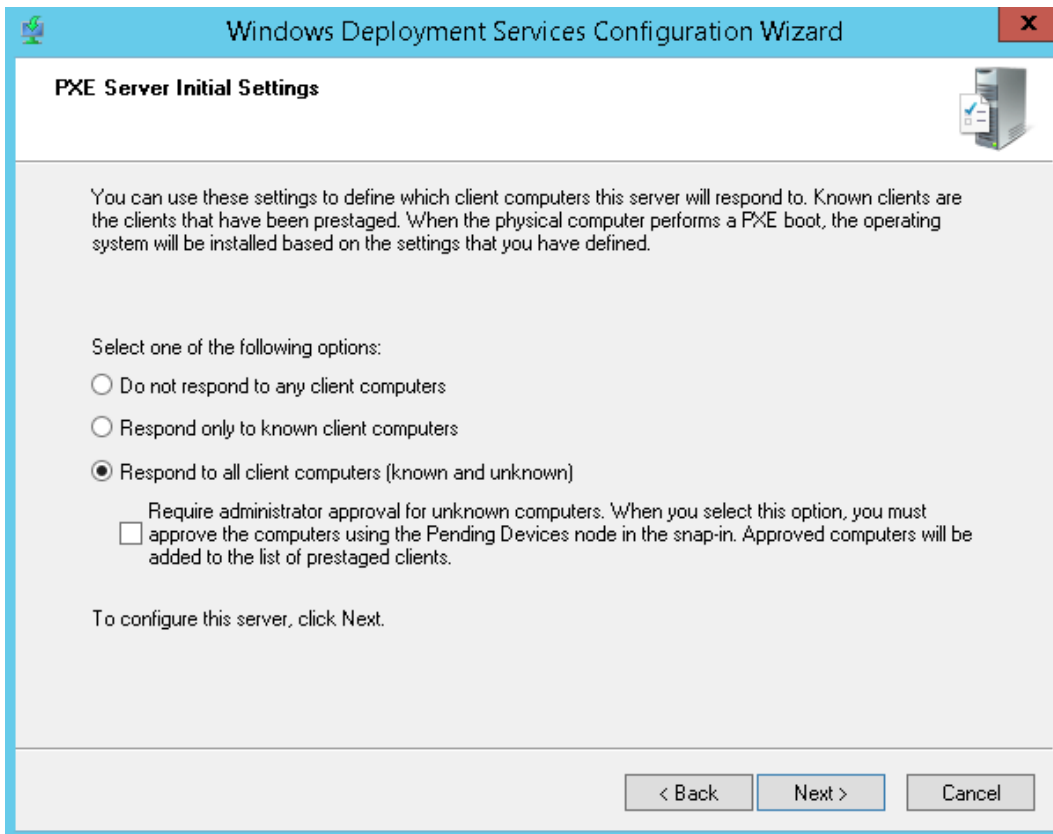 Windows Deployment Services Configuration Wizard
x
PXE Server Initial Settings
You can use these settings to define which client computers this server will respond to. Known clients are
the clients that have been prestaged. When the physical computer performs a PXE boot, the operating
system will be installed based on the settings that you have defined.
Select one of the following options:
Do not respond to any client computers
Respond only to known client computers
Respond to all client computers (known and unknown)
Require administrator approval for unknown computers. When you select this option, you must
approve the computers using the Pending Devices node in the snap-in. Approved computers will be
added to the list of prestaged clients.
To configure this server, click Next.
< Back
Next >
Cancel